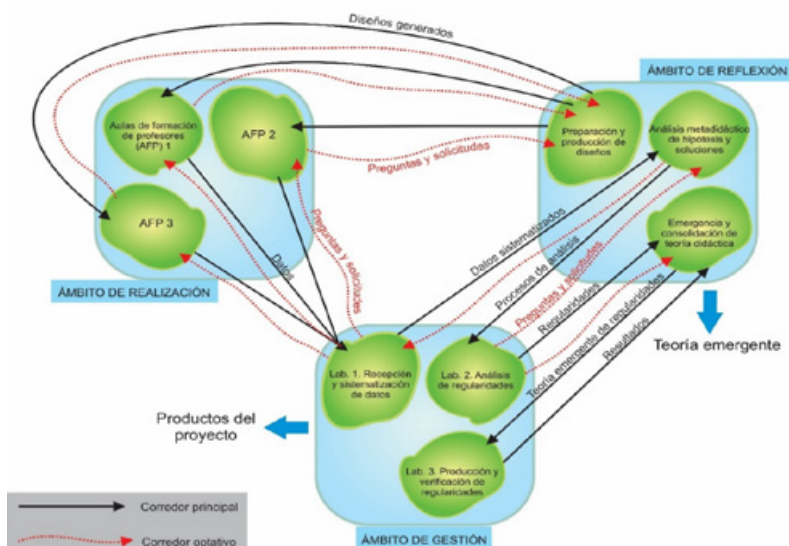 Diseños generados
ÁMBITO DE REFLEXIÓN
Aulas de formación
de profesores
(AFP) 1
AFP 2
Preparación y
producción de
diseños
Análisis metadidáctico
de hipótesis y
soluciones
Preguntas y solicitudes
AFP 3
Emergencia y
consolidación de
teoría didáctica
Datos
Preguntas y solicitudes
Datos sistematizados
Procesos de análisis
Preguntas y solicitudes
Regularidades
Teoría emergente de regularidades
Resultados
ÁMBITO DE REALIZACIÓN
Teoría emergente
Lab. 1. Recepción
y sistematización
de datos
Lab. 2. Análisis
de regularidades
Productos del
proyecto
Lab. 3. Producción y
verificación de
regularidades
Corredor principal
Corredor optativo
ÁMBITO DE GESTIÓN